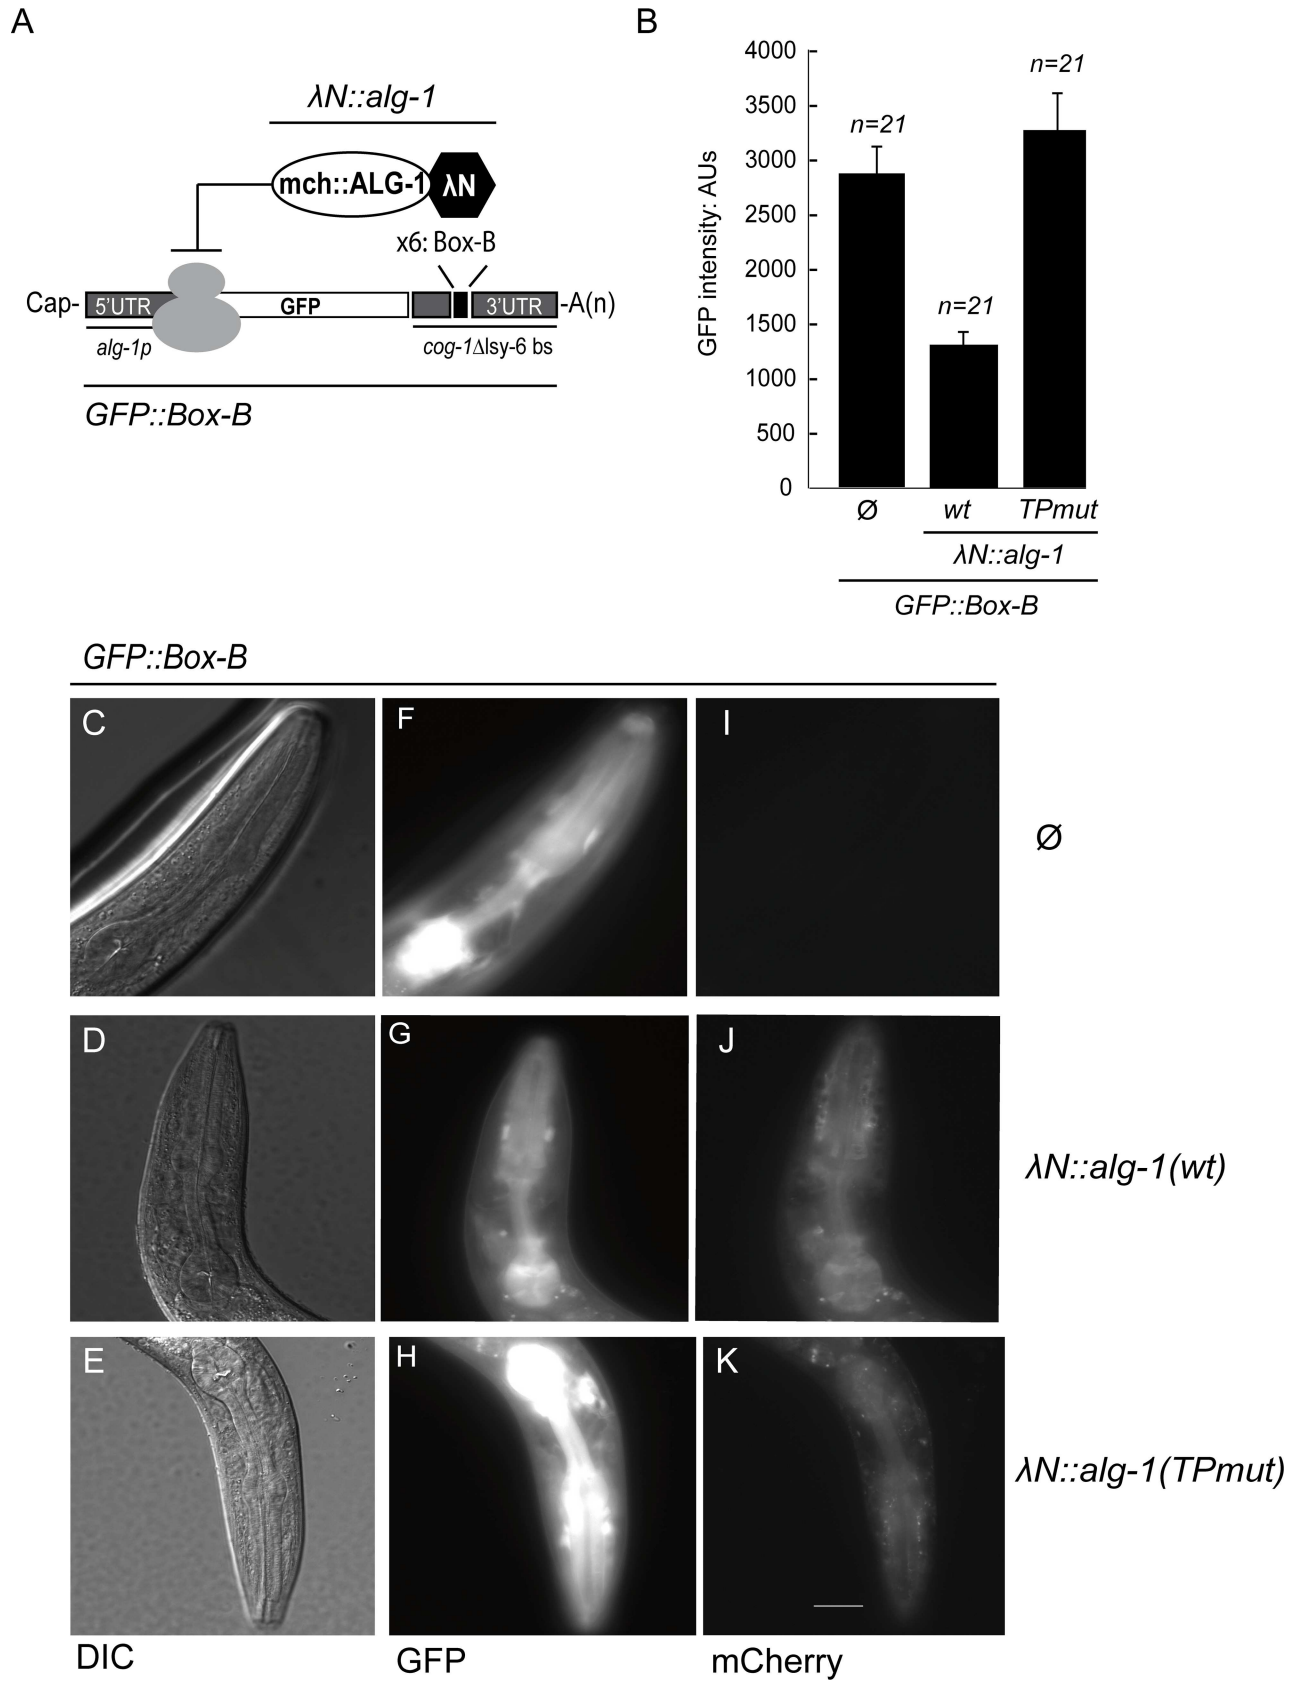 A
λN::alg-1
mch::ALG-1 λN
x6: Box-B
Cap- 5'UTR GFP 3'UTR -A(n)
alg-1p cog-1Δlsy-6 bs
GFP::Box-B
B
4000
3500
3000
2500
2000
1500
1000
500
0
GFP intensity: AUs
n=21
n=21
n=21
Ø wt TPmut
λN::alg-1
GFP::Box-B
GFP::Box-B
C F I Ø
D G J λN::alg-1(wt)
E H K λN::alg-1(TPmut)
DIC GFP mCherry